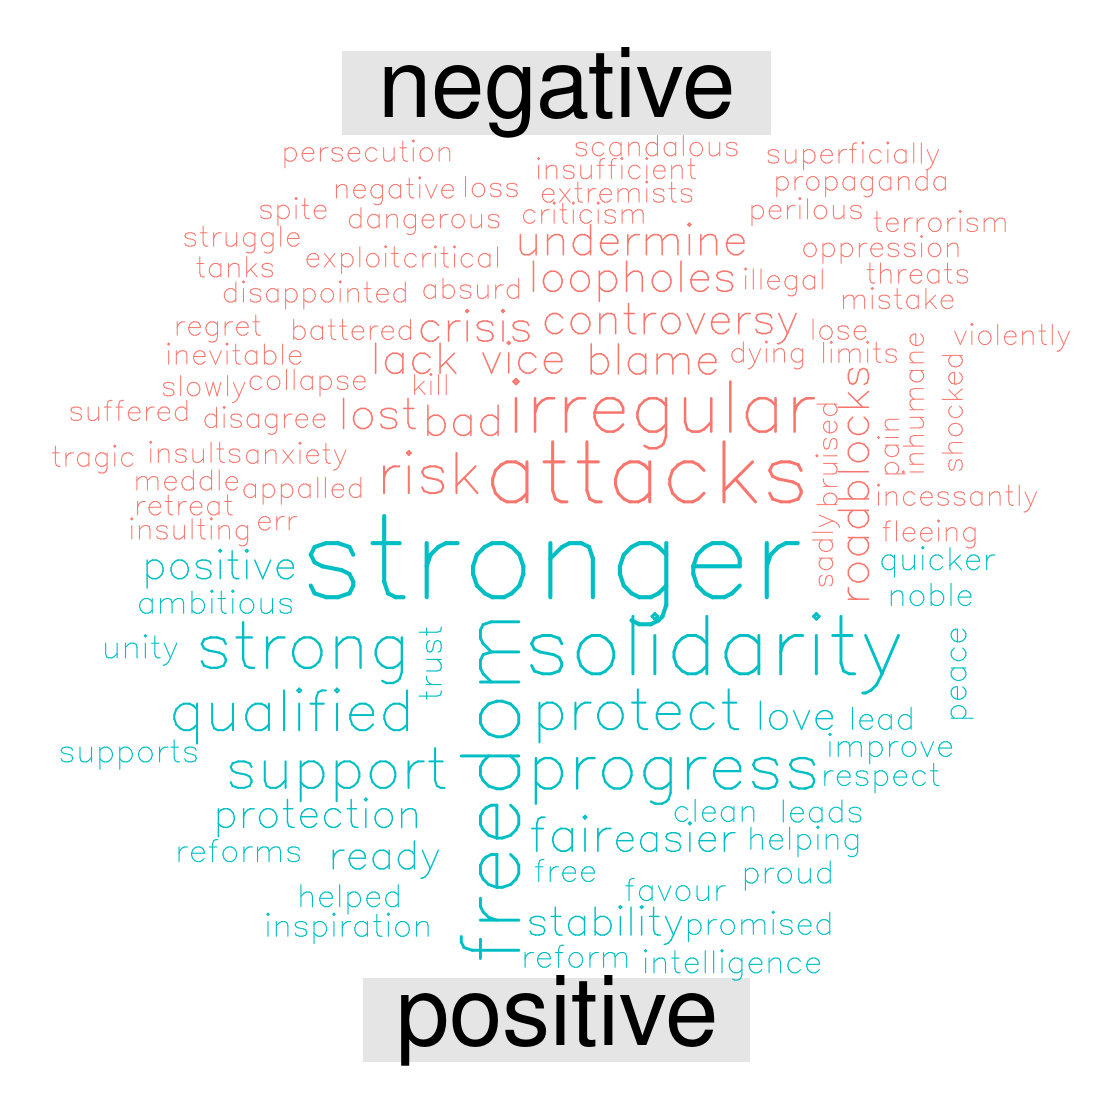 negative
persecution
scandalous
superficially
insufficient
negative loss
extremists
propaganda
spite
dangerous
criticism
perilous
terrorism
struggle
undermine
oppression
tanks
exploit critical
loopholes
illegal
threats
disappointed
absurd
mistake
regret
battered
crisis
controversy
lose
violently
inevitable
lack vice blame
dying limits
inhumane
shocked
slowly collapse
kill
irregular
roadblocks
suffered
disagree
lost bad
bruised
pain
tragic
insults anxiety
risk attacks
meddle
appalled
incessantly
retreat
insulting
err
sadly
fleeing
positive
stronger
quicker
ambitious
noble
unity
strong
trust
freedom
solidarity
peace
qualified
protect love lead
supports
support
progress
improve
respect
protection
clean leads
reforms
ready
fair easier helping
free
proud
helped
favour
inspiration
stability promised
reform
intelligence
positive